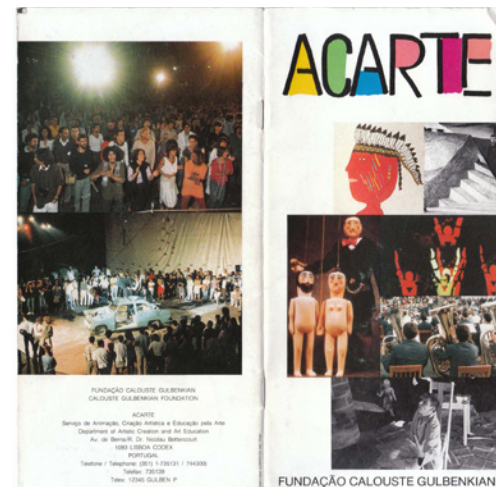 FUNDAÇÃO CALOUSTE GULBENKIAN
CALOUSTE GULBENKIAN FOUNDATION
ACARTE
Serviço de Animação, Criação Artística e Educação pela Arte
Department of Artistic Creation and Art Education
Av. de Berna/R. Dr. Nicolau Bettencourt
1093 LISBOA CODEX
PORTUGAL
Telefone / Telephone: (351) 1-735131 / 744309
Telefax: 735139
Telex: 12345 GULBEN P
ACARTE
FUNDAÇÃO CALOUSTE GULBENKIAN